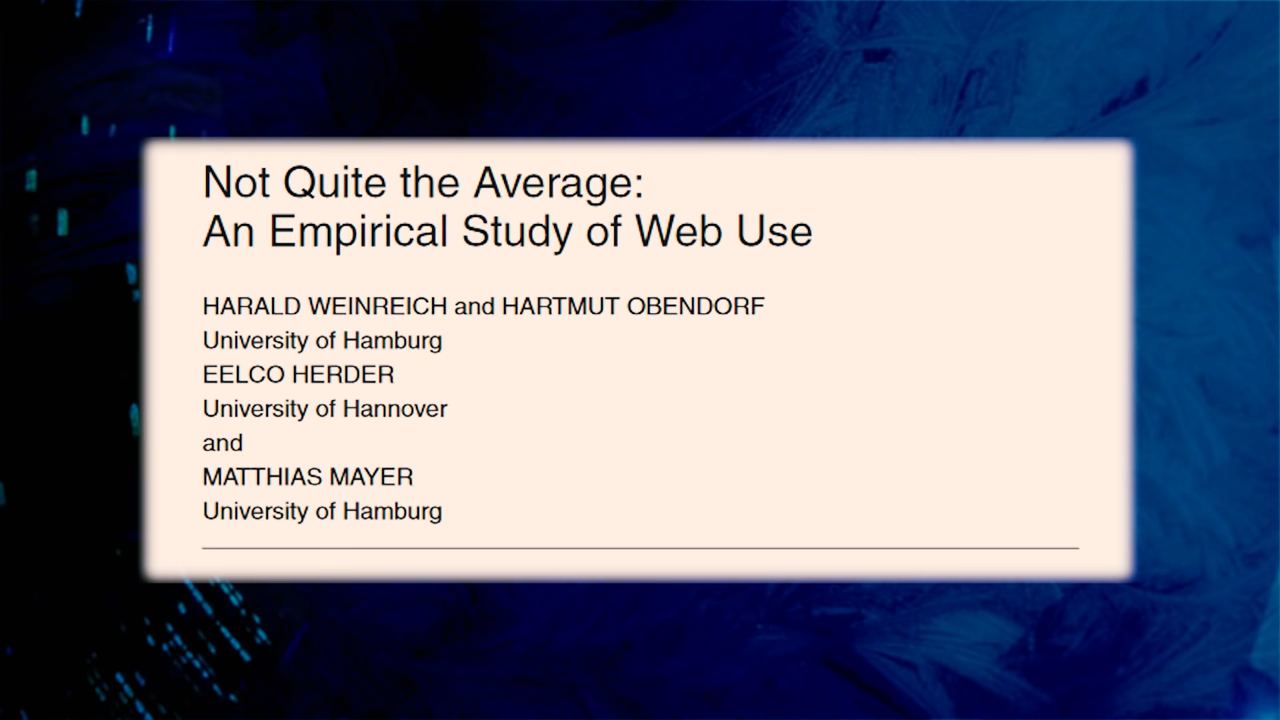 Not Quite the Average:
An Empirical Study of Web Use
HARALD WEINREICH and HARTMUT OBENDORF
University of Hamburg
EELCO HERDER
University of Hannover
and
MATTHIAS MAYER
University of Hamburg